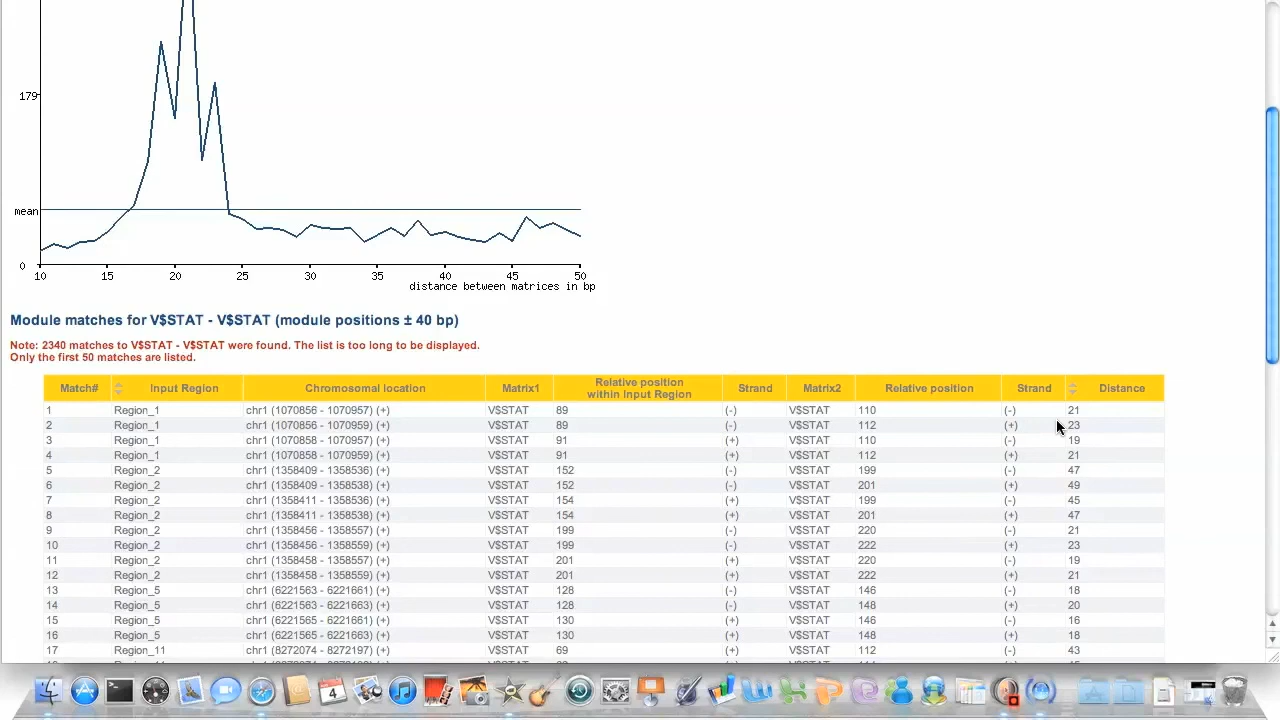 179
mean
0
10 15 20 25 30 35 40 45 50
distance between matrices in bp
Module matches for V$STAT - V$STAT (module positions ± 40 bp)
Note: 2340 matches to V$STAT - V$STAT were found. The list is too long to be displayed.
Only the first 50 matches are listed.
Match# Input Region Chromosomal location Matrix1 Relative position within Input Region Strand Matrix2 Relative position Strand Distance
1 Region_1 chr1 (1070856 - 1070957) (+) V$STAT 89 (-) V$STAT 110 (-) 21
2 Region_1 chr1 (1070856 - 1070959) (+) V$STAT 89 (-) V$STAT 112 (+) 23
3 Region_1 chr1 (1070858 - 1070957) (+) V$STAT 91 (+) V$STAT 110 (-) 19
4 Region_1 chr1 (1070858 - 1070959) (+) V$STAT 91 (+) V$STAT 112 (+) 21
5 Region_2 chr1 (1358409 - 1358536) (+) V$STAT 152 (-) V$STAT 199 (-) 47
6 Region_2 chr1 (1358409 - 1358538) (+) V$STAT 152 (-) V$STAT 201 (+) 49
7 Region_2 chr1 (1358411 - 1358536) (+) V$STAT 154 (+) V$STAT 199 (-) 45
8 Region_2 chr1 (1358411 - 1358538) (+) V$STAT 154 (+) V$STAT 201 (+) 47
9 Region_2 chr1 (1358456 - 1358557) (+) V$STAT 199 (-) V$STAT 220 (-) 21
10 Region_2 chr1 (1358456 - 1358559) (+) V$STAT 199 (-) V$STAT 222 (+) 23
11 Region_2 chr1 (1358458 - 1358557) (+) V$STAT 201 (+) V$STAT 220 (-) 19
12 Region_2 chr1 (1358458 - 1358559) (+) V$STAT 201 (+) V$STAT 222 (+) 21
13 Region_5 chr1 (6221563 - 6221661) (+) V$STAT 128 (-) V$STAT 146 (-) 18
14 Region_5 chr1 (6221563 - 6221663) (+) V$STAT 128 (-) V$STAT 148 (+) 20
15 Region_5 chr1 (6221565 - 6221661) (+) V$STAT 130 (+) V$STAT 146 (-) 16
16 Region_5 chr1 (6221565 - 6221663) (+) V$STAT 130 (+) V$STAT 148 (+) 18
17 Region_11 chr1 (8272074 - 8272197) (+) V$STAT 69 (+) V$STAT 112 (-) 43
4